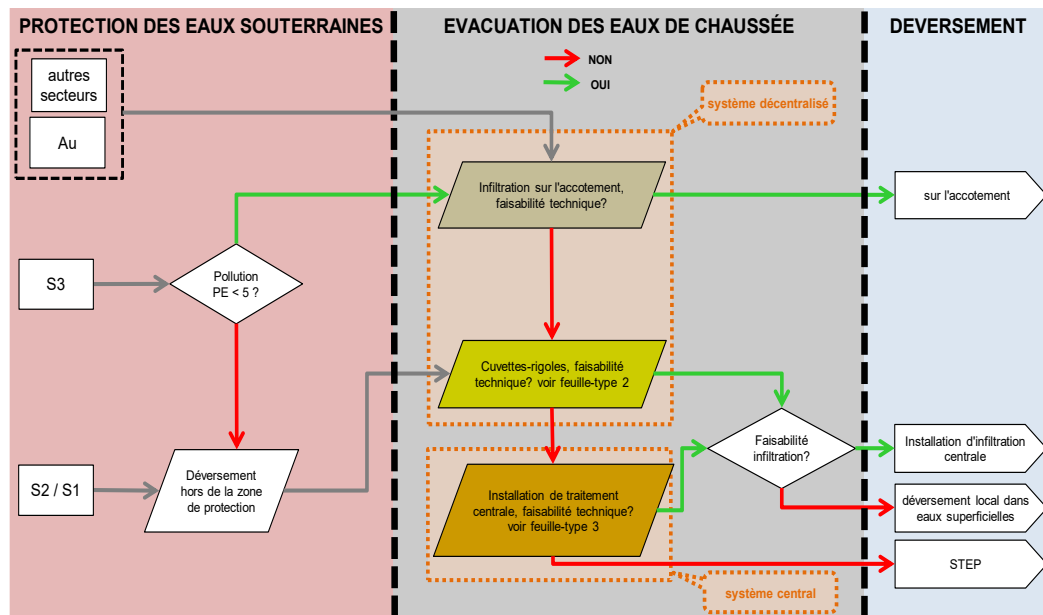 PROTECTION DES EAUX SOUTERRAINES
EVACUATION DES EAUX DE CHAUSSÉE
DEVERSEMENT
NON
OUI
autres
secteurs
Au
système décentralisé
Infiltration sur l'accotement,
faisabilité technique?
sur l'accotement
S3
Pollution
PE < 5 ?
Cuvettes-rigoles, faisabilité
technique? voir feuille-type 2
Faisabilité
infiltration?
Installation d'infiltration
centrale
S2 / S1
Déversement
hors de la zone
de protection
Installation de traitement
centrale, faisabilité technique?
voir feuille-type 3
déversement local dans
eaux superficielles
STEP
système central